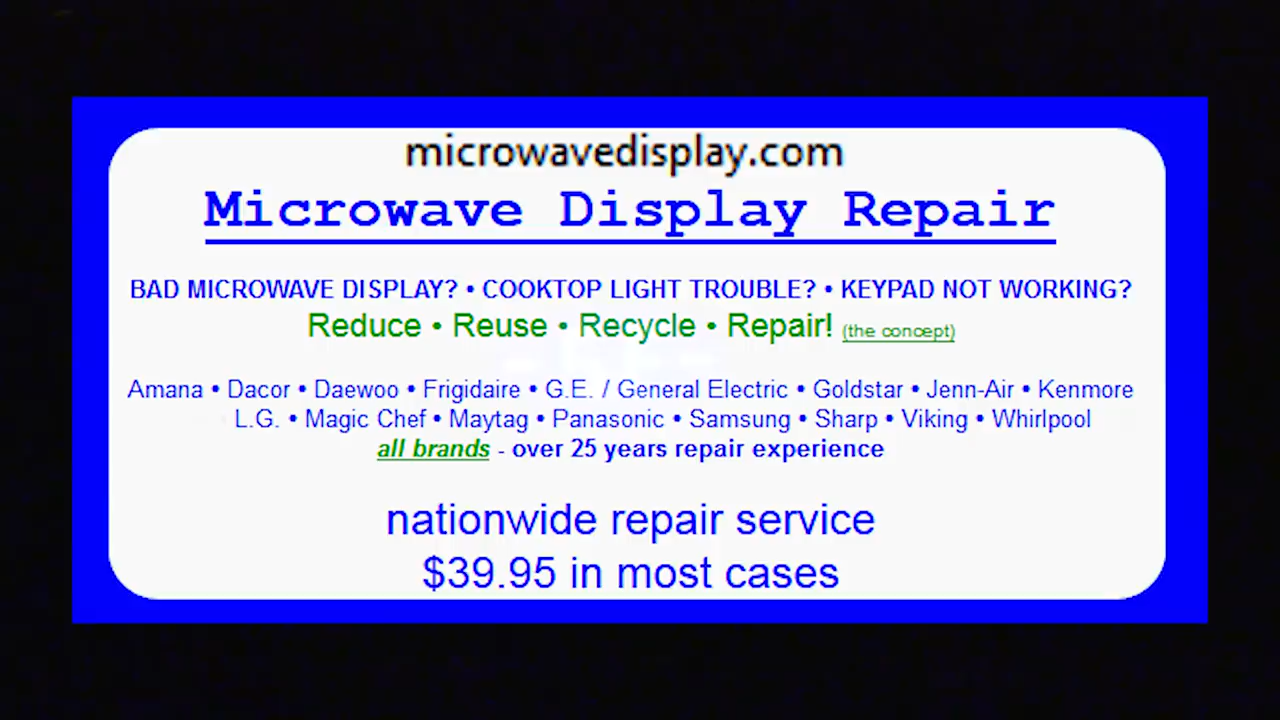 microwavedisplay.com
Microwave Display Repair
BAD MICROWAVE DISPLAY? • COOKTOP LIGHT TROUBLE? • KEYPAD NOT WORKING?
Reduce • Reuse • Recycle • Repair! (the concept)
Amana • Dacor • Daewoo • Frigidaire • G.E. / General Electric • Goldstar • Jenn-Air • Kenmore
L.G. • Magic Chef • Maytag • Panasonic • Samsung • Sharp • Viking • Whirlpool
all brands - over 25 years repair experience
nationwide repair service
$39.95 in most cases